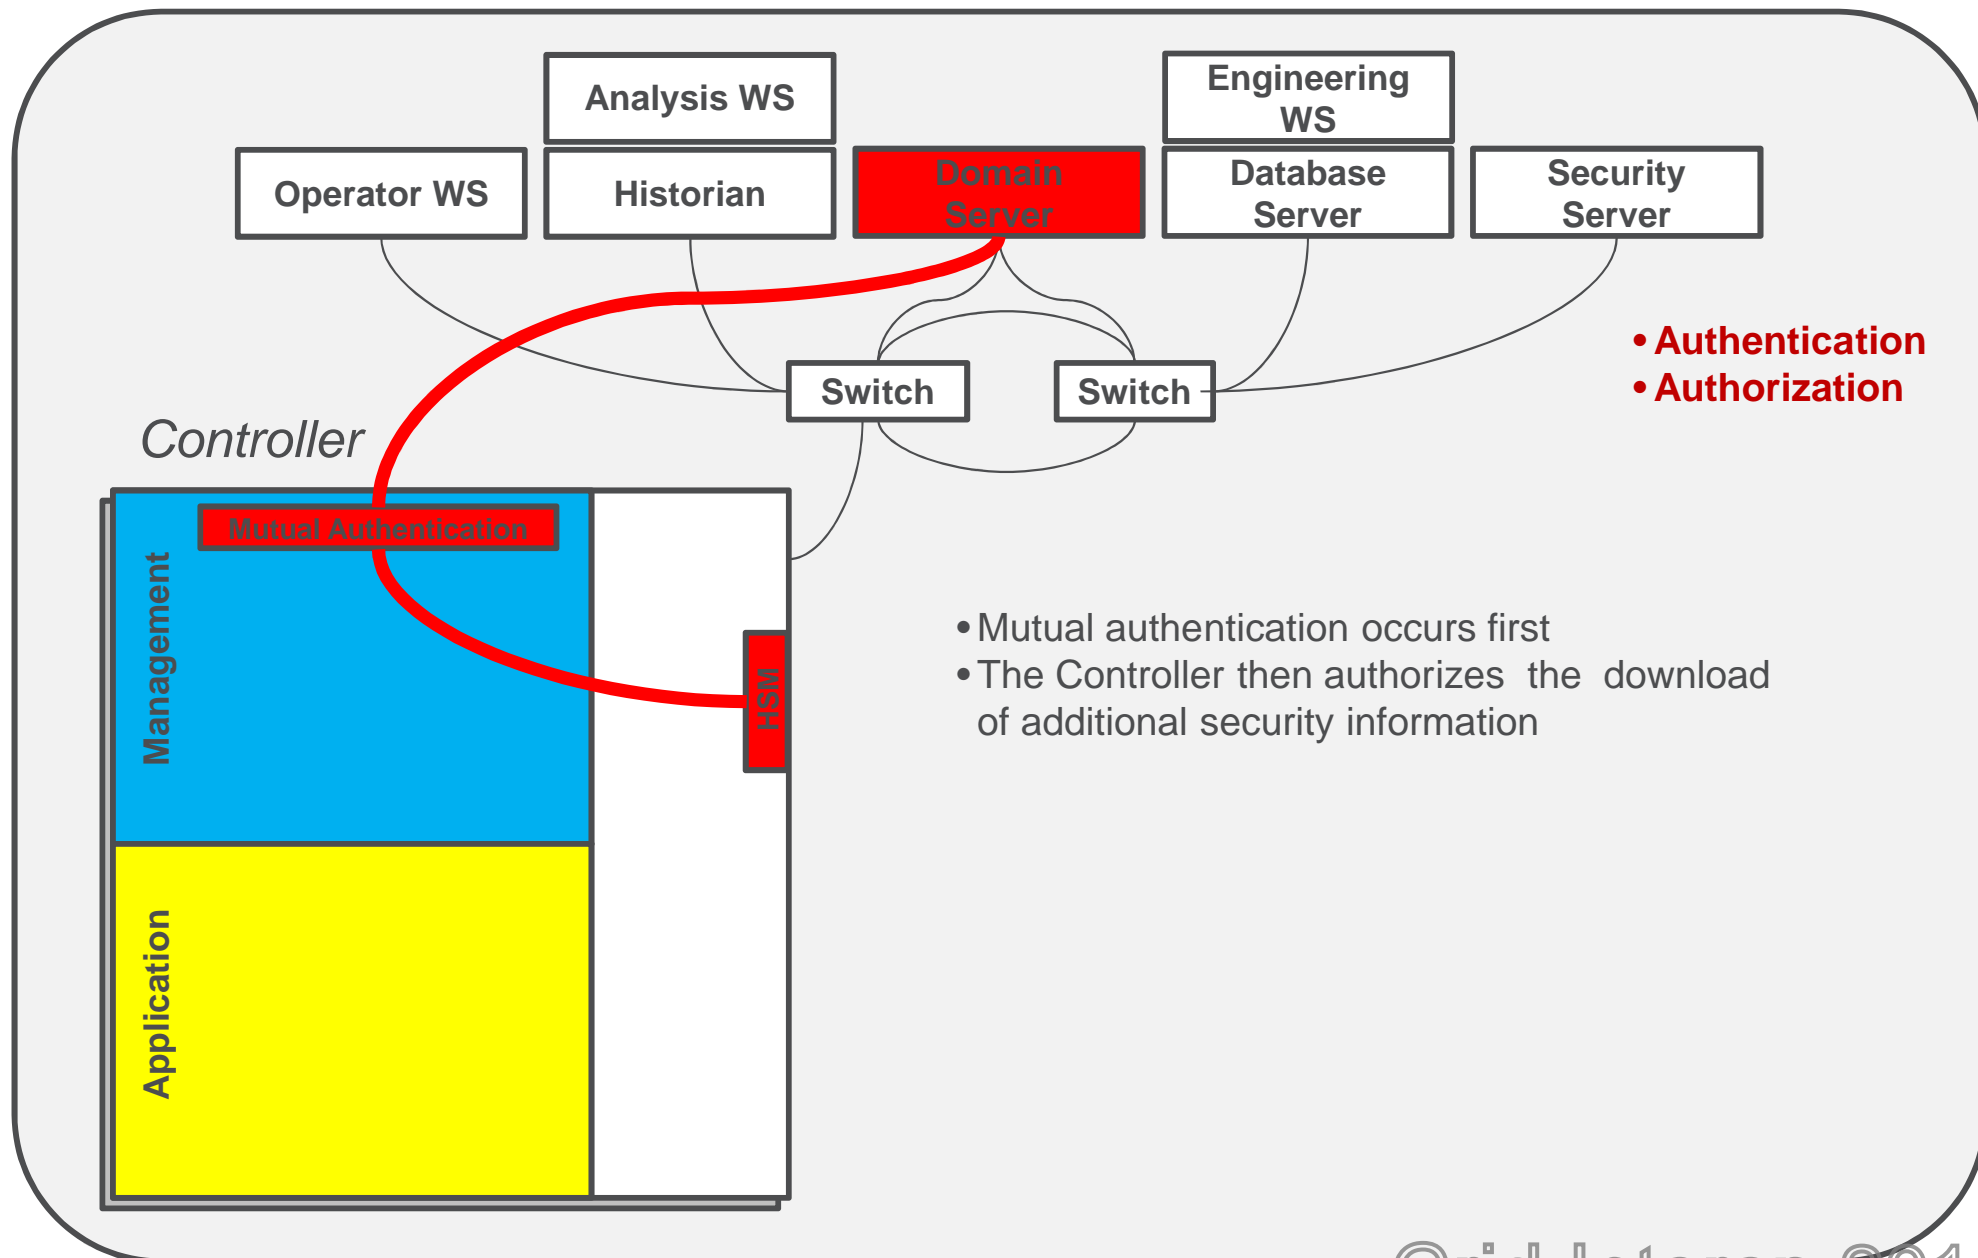 Analysis WS
Engineering
WS
Operator WS
Historian
Domain
Server
Database
Server
Security
Server
• Authentication
• Authorization
Switch
Switch
Controller
Mutual Authentication
Management
HSM
• Mutual authentication occurs first
• The Controller then authorizes the download
of additional security information
Application